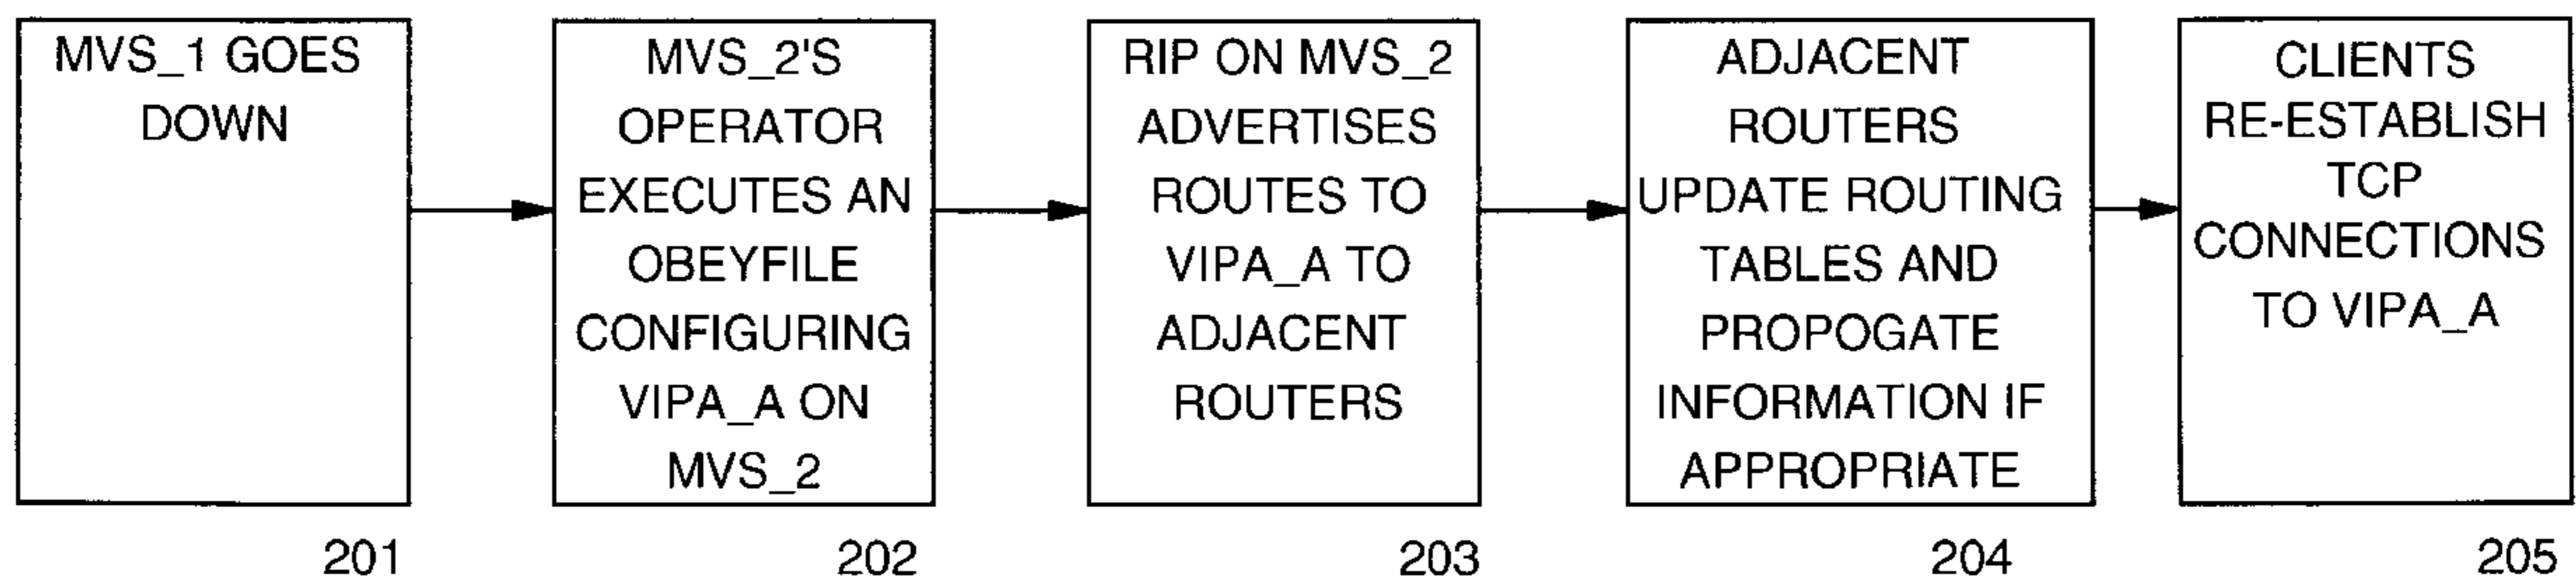 MVS_1 GOES
DOWN
MVS_2'S
OPERATOR
EXECUTES AN
OBEYFILE
CONFIGURING
VIPA_A ON
MVS_2
RIP ON MVS_2
ADVERTISES
ROUTES TO
VIPA_A TO
ADJACENT
ROUTERS
ADJACENT
ROUTERS
UPDATE ROUTING
TABLES AND
PROPOGATE
INFORMATION IF
APPROPRIATE
CLIENTS
RE-ESTABLISH
TCP
CONNECTIONS
TO VIPA_A
201
202
203
204
205